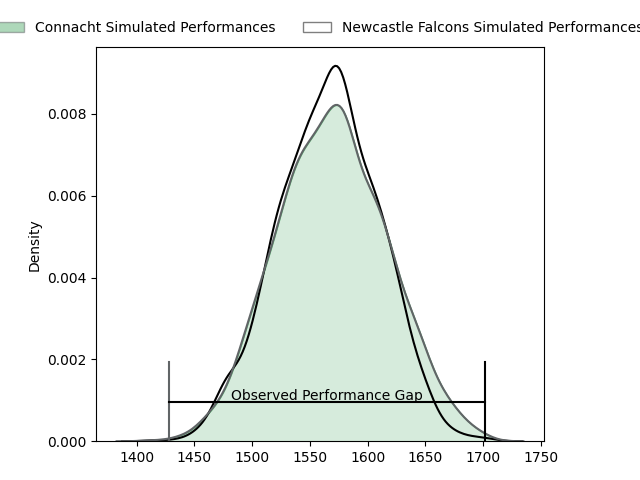 Connacht Simulated Performances
Newcastle Falcons Simulated Performances
0.008
0.006
0.004
0.002
0.000
Density
Observed Performance Gap
1400 1450 1500 1550 1600 1650 1700 1750